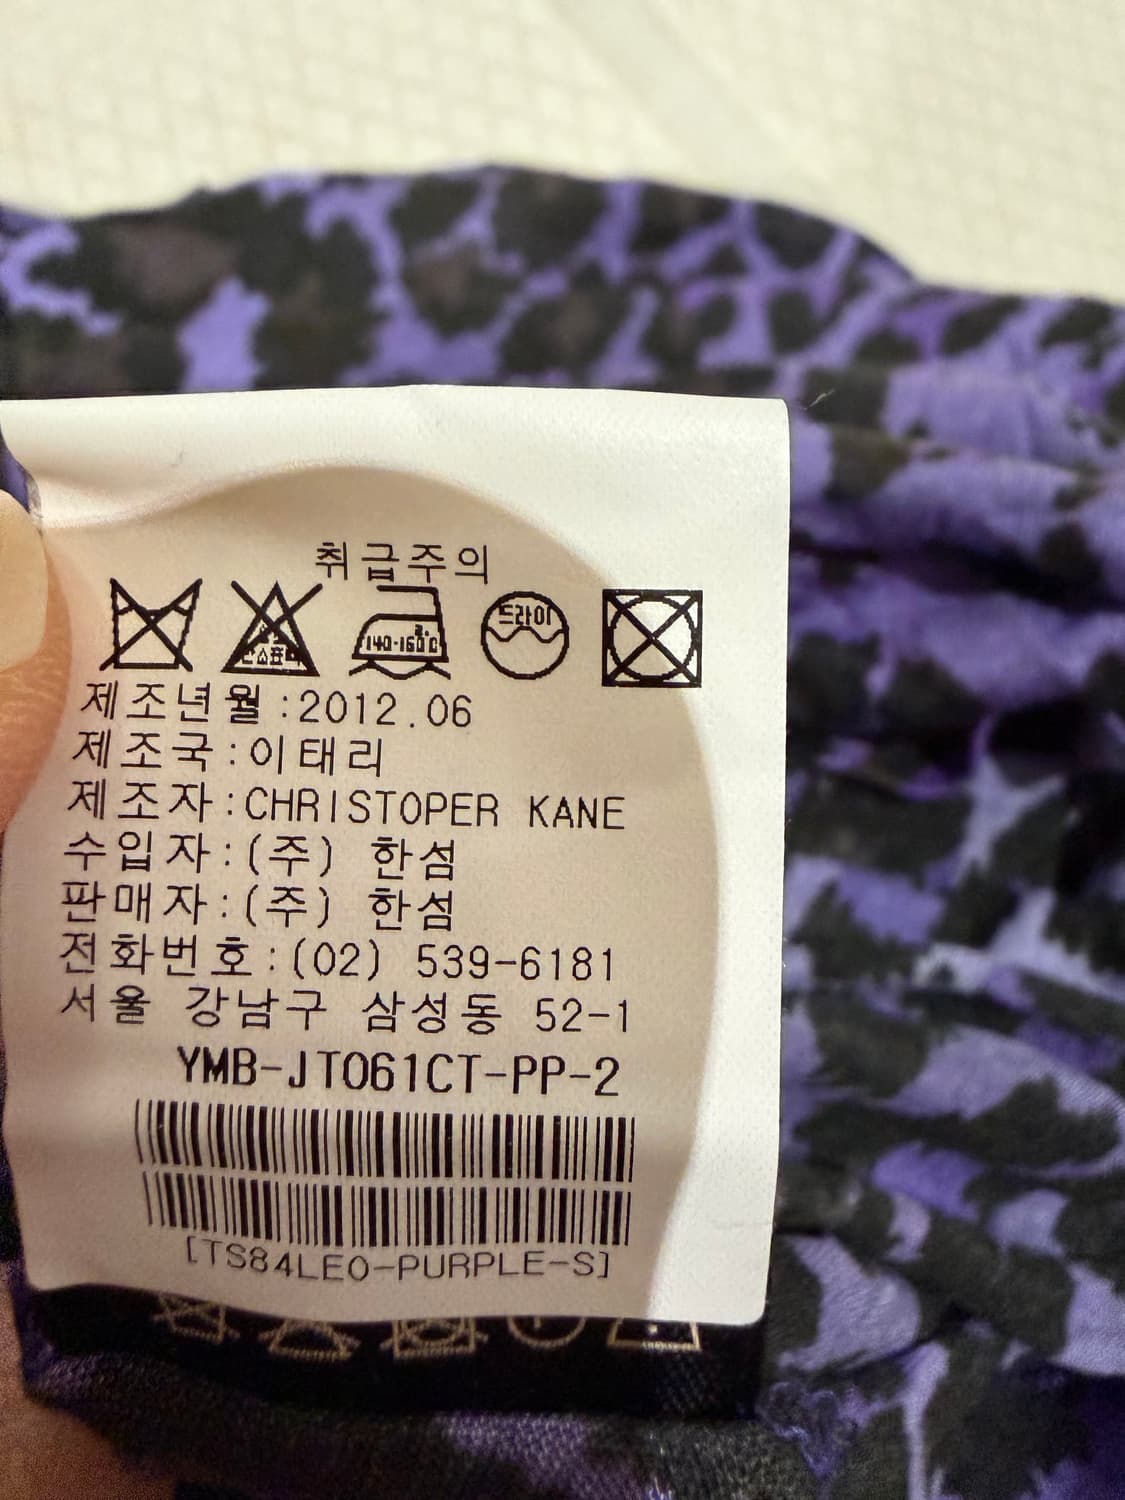 취급주의
드라이
140-160℃
제조년월:2012.06
제조국:이태리
제조자:CHRISTOPER KANE
수입자:(주) 한섬
판매자:(주) 한섬
전화번호:(02) 539-6181
서울 강남구 삼성동 52-1
YMB-JT061CT-PP-2
[TS84LEO-PURPLE-S]